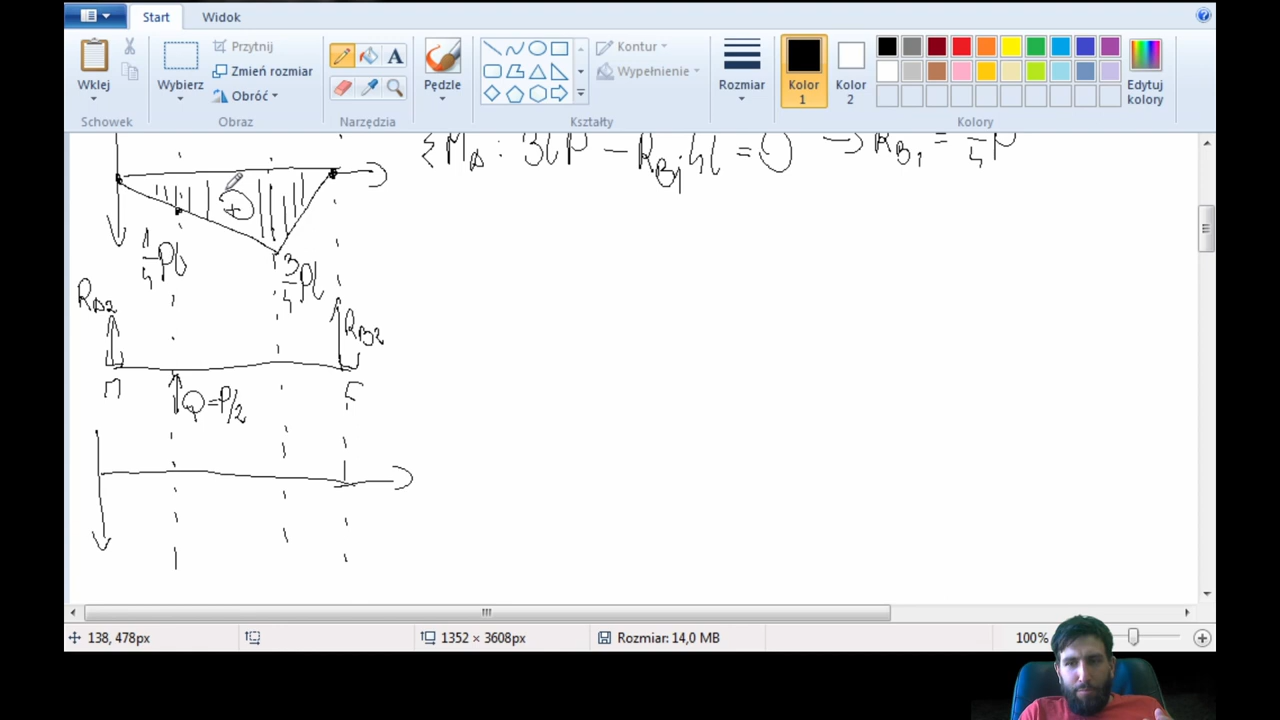 Start Widok
Wklej
Schowek
Wybierz
Przytnij
Zmień rozmiar
Obróć
Obraz
A
Narzędzia
Pędzle
Kontur
Wypełnienie
Kształty
Rozmiar
Kolor 1
Kolor 2
Edytuj kolory
Kolory
ΣM_A : 3lP − R_B1 4l = 0 → R_B1 = 3/4 P
+
1/4 Pl
3/4 Pl
R_A2
R_B2
Q=P/2
138, 478px
1352 × 3608px
Rozmiar: 14,0 MB
100%